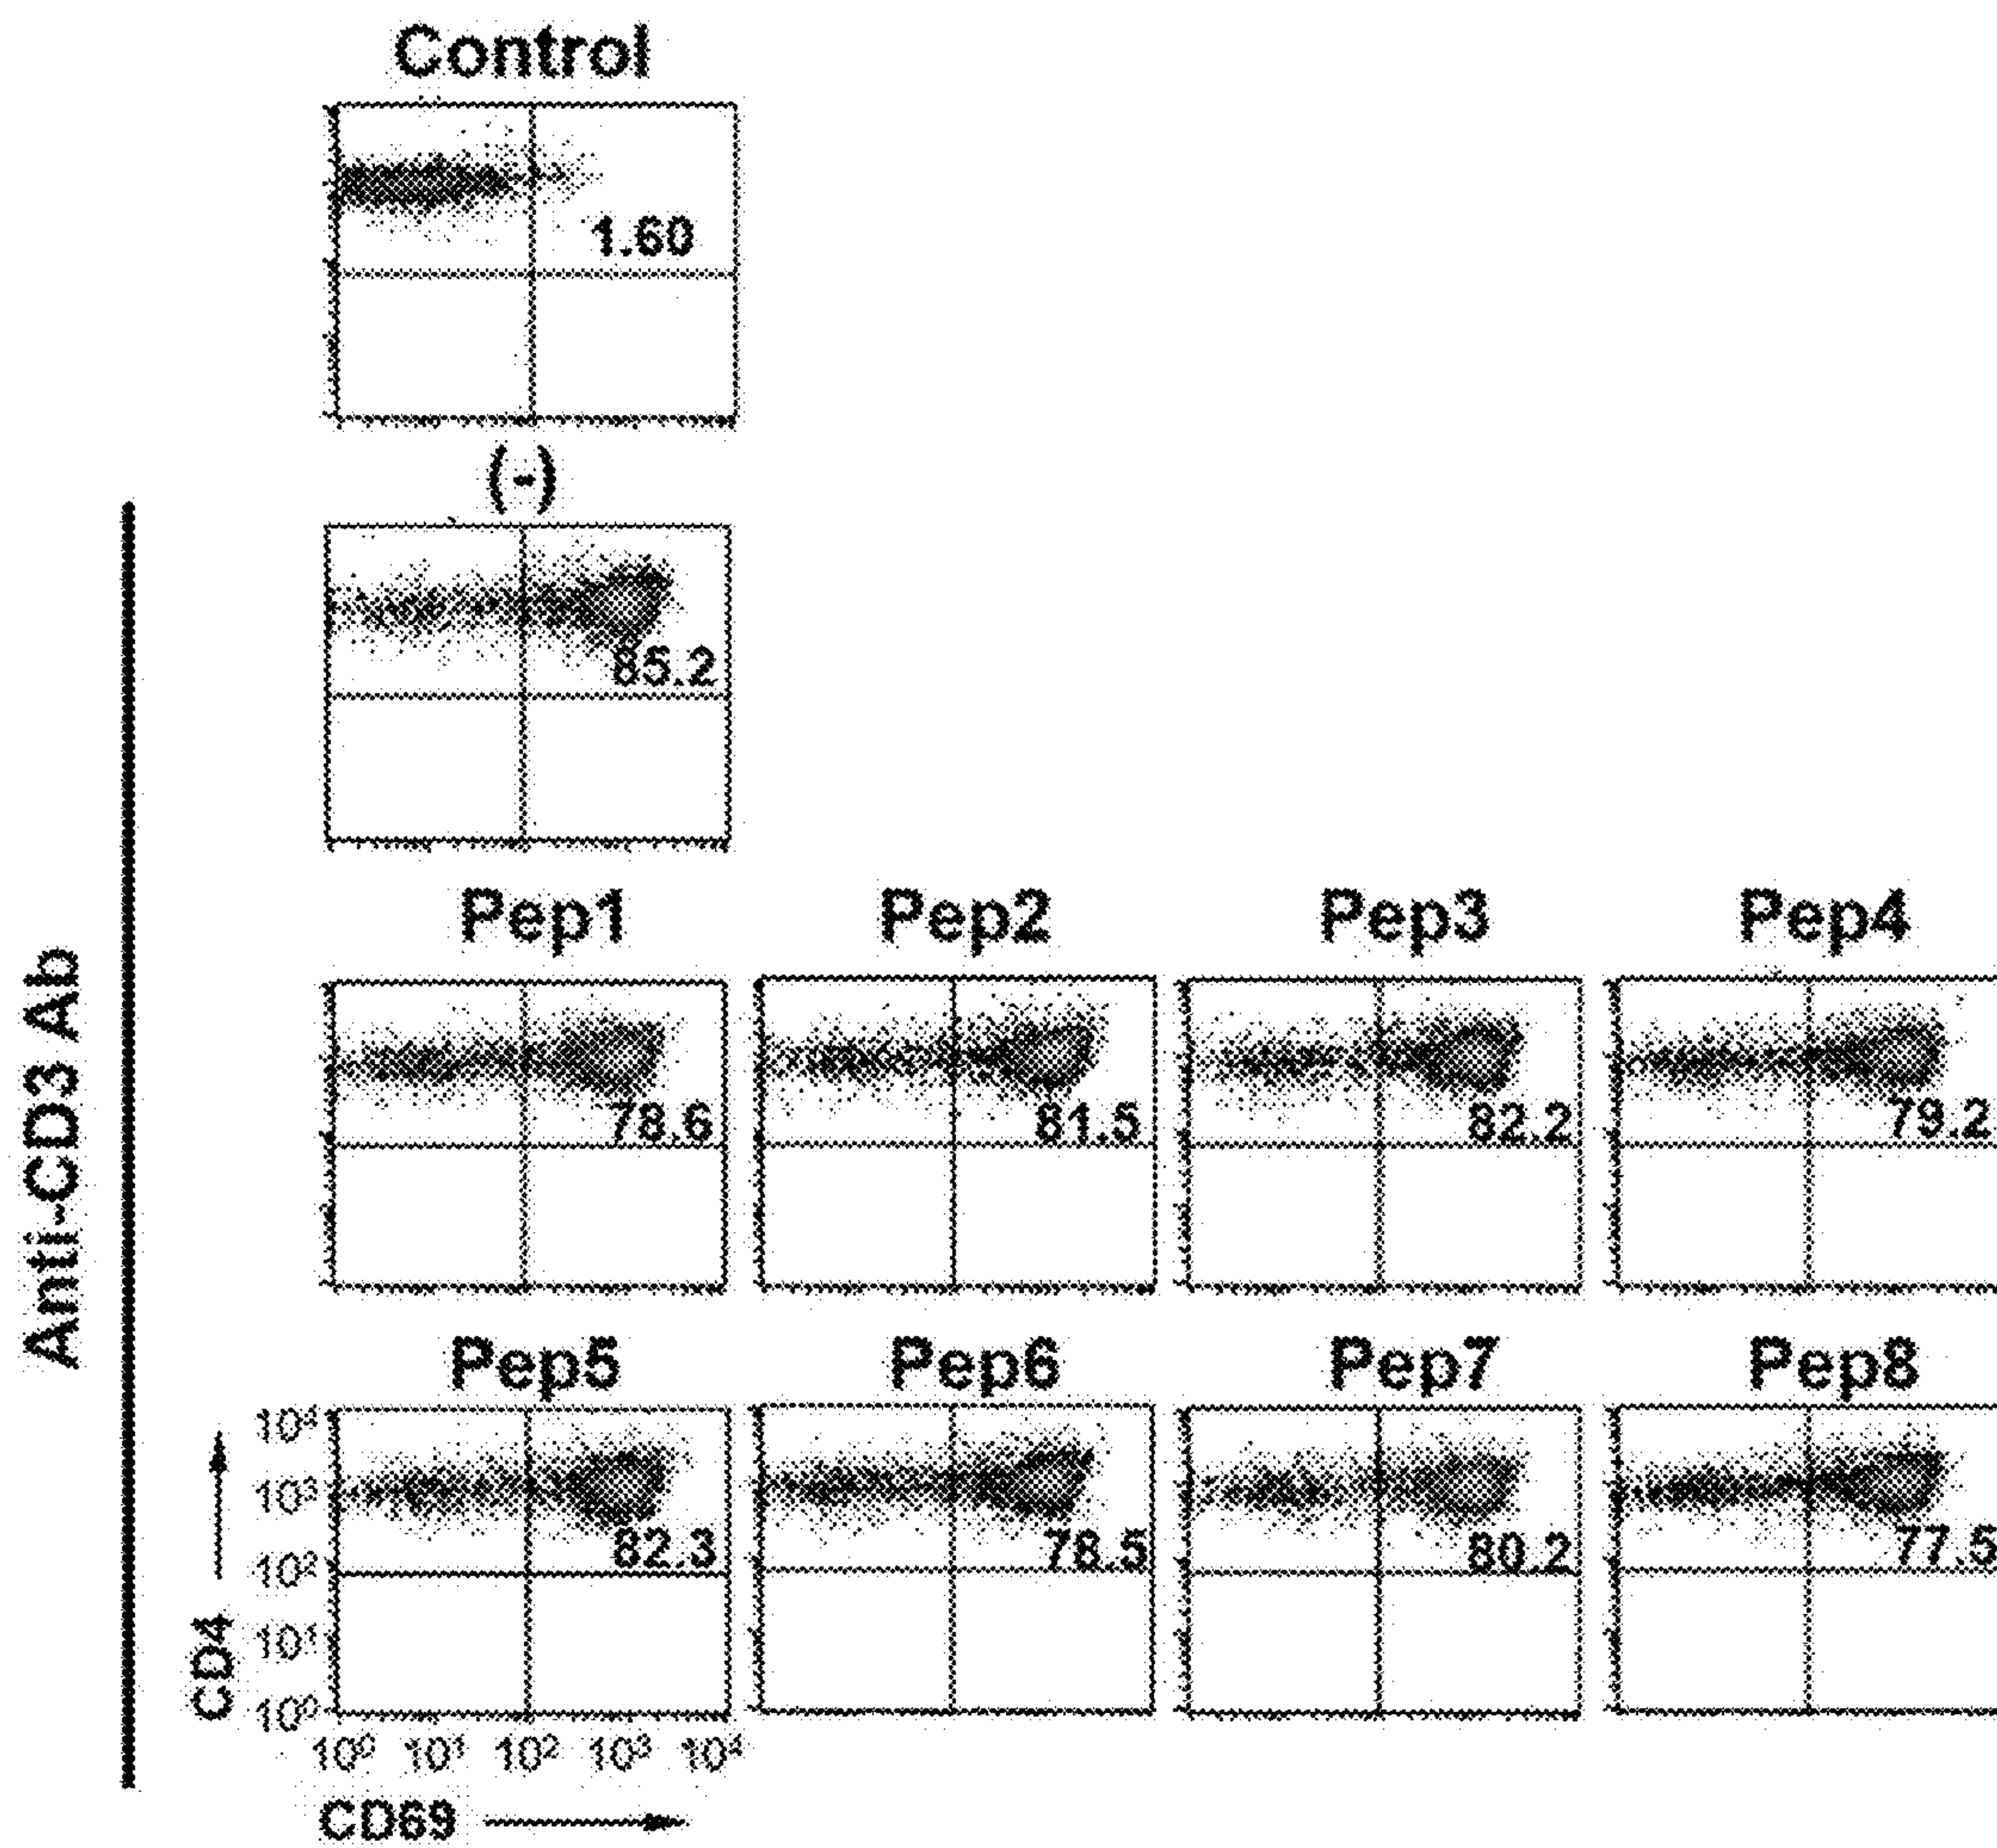 Control
1.60
(-)
85.2
Anti-CD3 Ab
Pep1 Pep2 Pep3 Pep4
78.6 81.5 82.2 79.2
Pep5 Pep6 Pep7 Pep8
82.3 78.5 80.2 77.5
CD4
10⁴
10³
10²
10¹
10⁰
10⁰ 10¹ 10² 10³ 10⁴
CD69